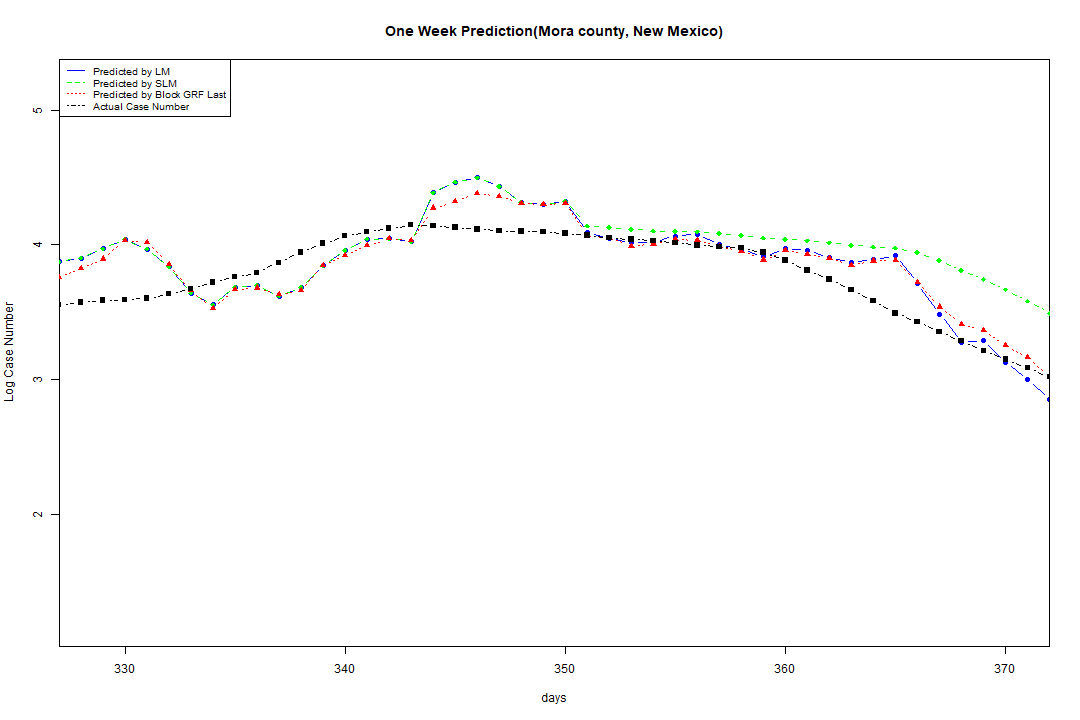 One Week Prediction(Mora county, New Mexico)
Predicted by LM
Predicted by SLM
Predicted by Block GRF Last
Actual Case Number
5
4
3
2
Log Case Number
330 340 350 360 370
days